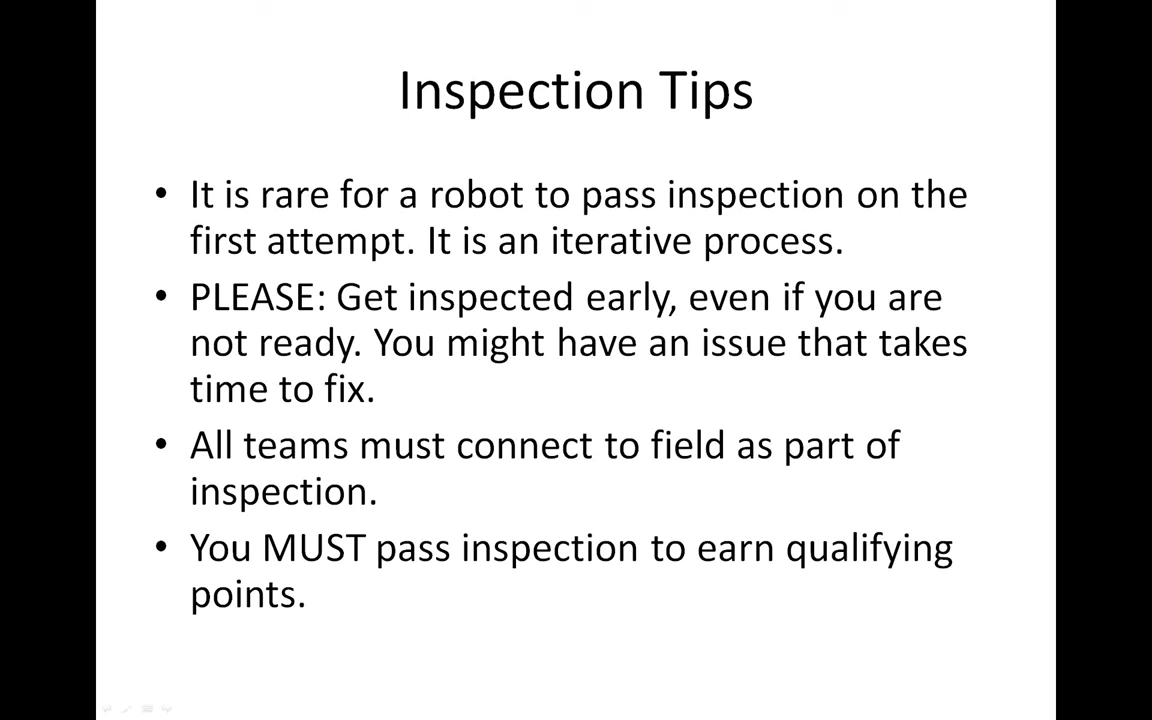 Inspection Tips
• It is rare for a robot to pass inspection on the
first attempt. It is an iterative process.
• PLEASE: Get inspected early, even if you are
not ready. You might have an issue that takes
time to fix.
• All teams must connect to field as part of
inspection.
• You MUST pass inspection to earn qualifying
points.